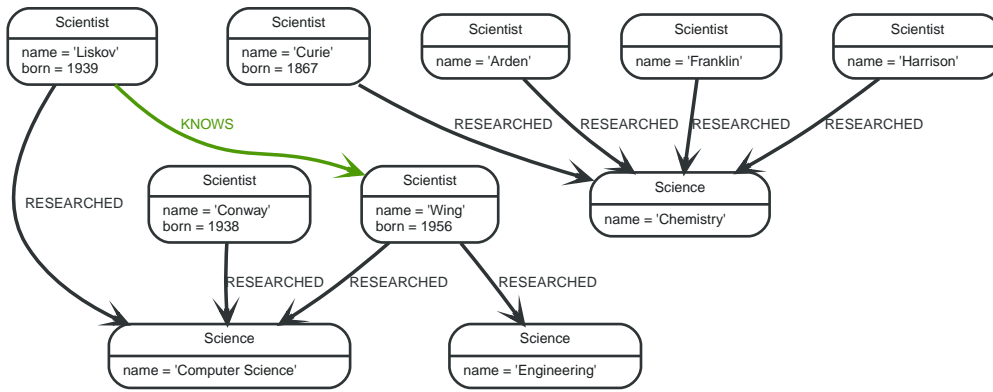 Scientist
name = 'Liskov'
born = 1939
Scientist
name = 'Curie'
born = 1867
Scientist
name = 'Arden'
Scientist
name = 'Franklin'
Scientist
name = 'Harrison'
KNOWS
RESEARCHED
RESEARCHED
RESEARCHED
RESEARCHED
RESEARCHED
Scientist
name = 'Conway'
born = 1938
Scientist
name = 'Wing'
born = 1956
Science
name = 'Chemistry'
RESEARCHED
RESEARCHED
RESEARCHED
Science
name = 'Computer Science'
Science
name = 'Engineering'